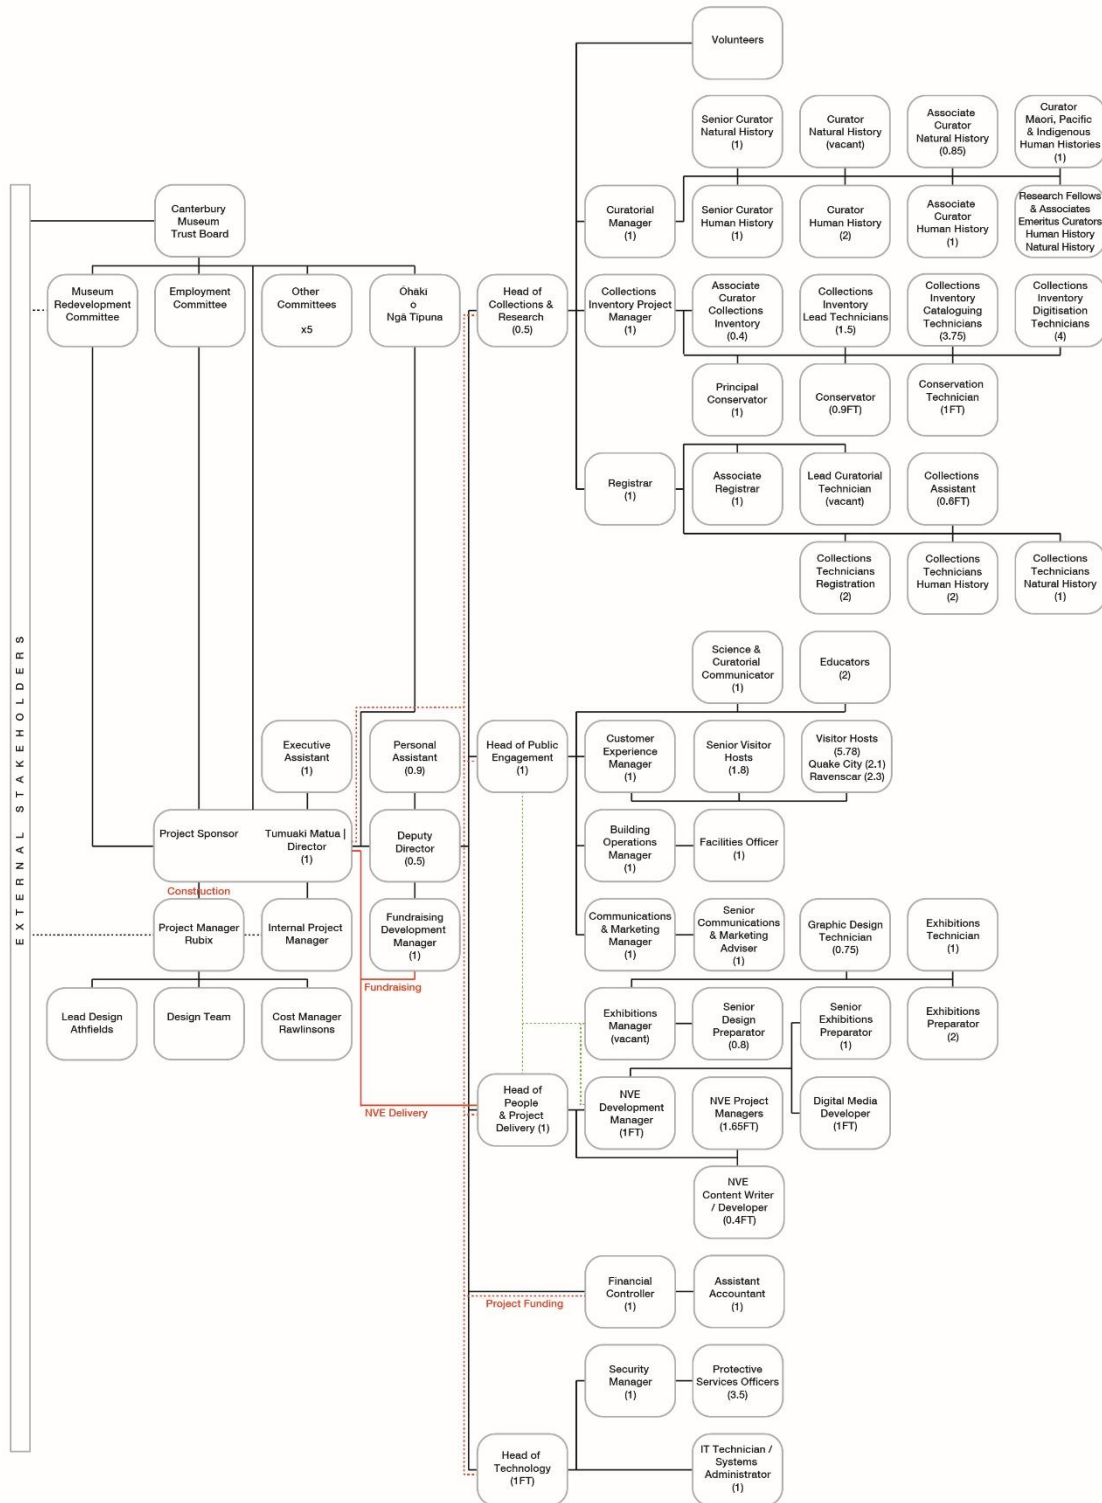 Volunteers
Senior Curator
Natural History
(1)
Curator
Natural History
(vacant)
Associate
Curator
Natural History
(0.85)
Curator
Maori, Pacific
& Indigenous
Human Histories
(1)
Canterbury
Museum
Trust Board
Curatorial
Manager
(1)
Senior Curator
Human History
(1)
Curator
Human History
(2)
Associate
Curator
Human History
(1)
Research Fellows
& Associates
Emeritus Curators
Human History
Natural History
Museum
Redevelopment
Committee
Employment
Committee
Other
Committees
x5
Ōhāki
o
Ngā Tīpuna
Head of
Collections &
Research
(0.5)
Collections
Inventory Project
Manager
(1)
Associate
Curator
Collections
Inventory
(0.4)
Collections
Inventory
Lead Technicians
(1.5)
Collections
Inventory
Cataloguing
Technicians
(3.75)
Collections
Inventory
Digitisation
Technicians
(4)
Principal
Conservator
(1)
Conservator
(0.9FT)
Conservation
Technician
(1FT)
Registrar
(1)
Associate
Registrar
(1)
Lead Curatorial
Technician
(vacant)
Collections
Assistant
(0.6FT)
Collections
Technicians
Registration
(2)
Collections
Technicians
Human History
(2)
Collections
Technicians
Natural History
(1)
EXTERNAL STAKEHOLDERS
Science &
Curatorial
Communicator
(1)
Educators
(2)
Executive
Assistant
(1)
Personal
Assistant
(0.9)
Head of Public
Engagement
(1)
Customer
Experience
Manager
(1)
Senior Visitor
Hosts
(1.8)
Visitor Hosts
(5.78)
Quake City (2.1)
Ravenscar (2.3)
Project Sponsor
Tumuaki Matua |
Director
(1)
Deputy
Director
(0.5)
Building
Operations
Manager
(1)
Facilities Officer
(1)
Construction
Project Manager
Rubix
Internal Project
Manager
Fundraising
Development
Manager
(1)
Communications
& Marketing
Manager
(1)
Senior
Communications
& Marketing
Adviser
(1)
Graphic Design
Technician
(0.75)
Exhibitions
Technician
(1)
Fundraising
Lead Design
Athfields
Design Team
Cost Manager
Rawlinsons
Exhibitions
Manager
(vacant)
Senior
Design
Preparator
(0.8)
Senior
Exhibitions
Preparator
(1)
Exhibitions
Preparator
(2)
NVE Delivery
Head of
People
& Project
Delivery (1)
NVE
Development
Manager
(1FT)
NVE Project
Managers
(1.65FT)
Digital Media
Developer
(1FT)
NVE
Content Writer
/ Developer
(0.4FT)
Project Funding
Financial
Controller
(1)
Assistant
Accountant
(1)
Security
Manager
(1)
Protective
Services Officers
(3.5)
Head of
Technology
(1FT)
IT Technician /
Systems
Administrator
(1)